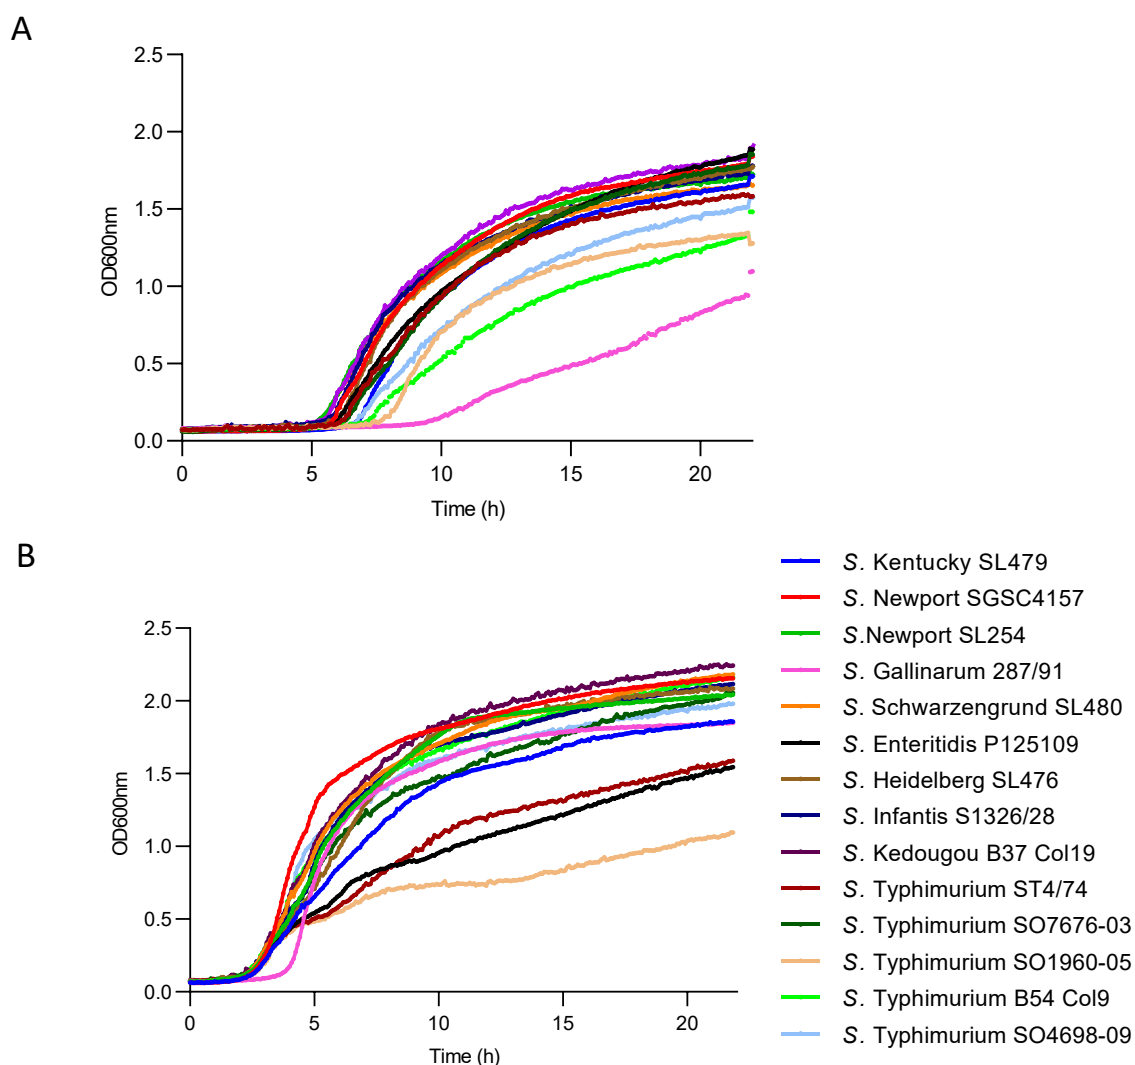 A
2.5
2.0
1.5
1.0
0.5
0.0
OD600nm
0 5 10 15 20
Time (h)
B
2.5
2.0
1.5
1.0
0.5
0.0
OD600nm
0 5 10 15 20
Time (h)
S. Kentucky SL479
S. Newport SGSC4157
S.Newport SL254
S. Gallinarum 287/91
S. Schwarzengrund SL480
S. Enteritidis P125109
S. Heidelberg SL476
S. Infantis S1326/28
S. Kedougou B37 Col19
S. Typhimurium ST4/74
S. Typhimurium SO7676-03
S. Typhimurium SO1960-05
S. Typhimurium B54 Col9
S. Typhimurium SO4698-09